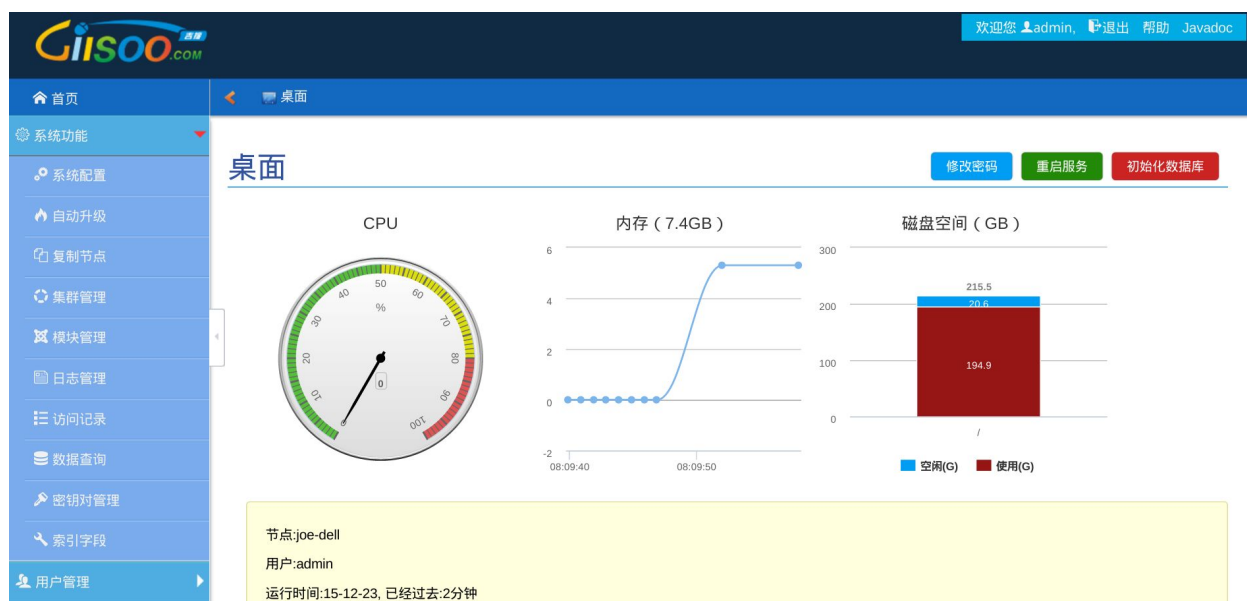 Giisoo.com 吉搜
欢迎您 admin, 退出 帮助 Javadoc
首页
桌面
系统功能
系统配置
自动升级
复制节点
集群管理
模块管理
日志管理
访问记录
数据查询
密钥对管理
索引字段
用户管理
桌面
修改密码 重启服务 初始化数据库
CPU
0 10 20 30 40 50 60 70 80 90 100
%
0
内存 ( 7.4GB )
6
4
2
0
-2
08:09:40 08:09:50
磁盘空间 ( GB )
300
200
100
0
215.5
20.6
194.9
/
空闲(G) 使用(G)
节点:joe-dell
用户:admin
运行时间:15-12-23, 已经过去:2分钟